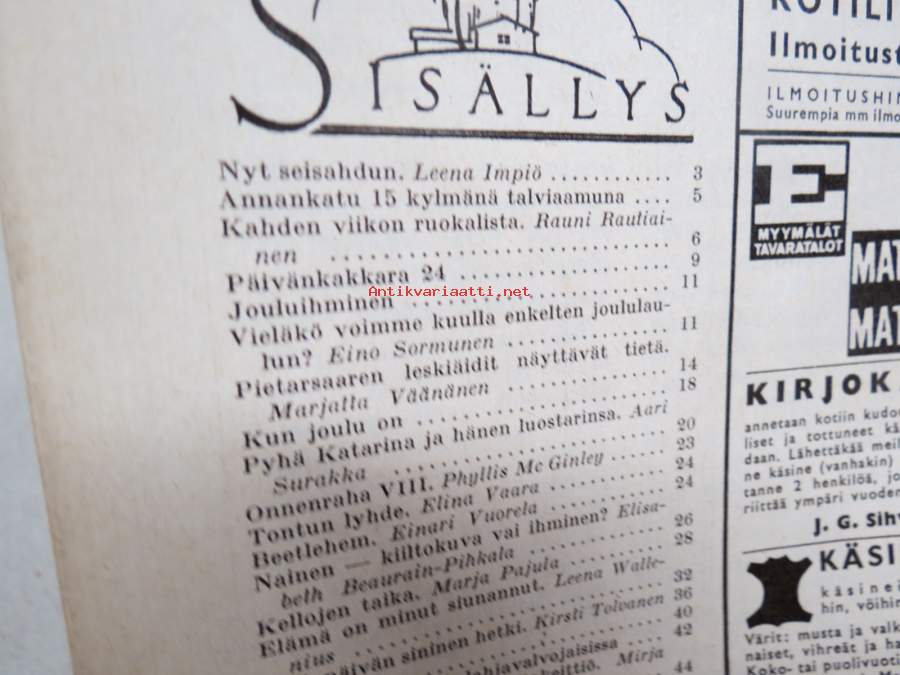 SISÄLLYS
Nyt seisahdun. Leena Impiö ............ 3
Annankatu 15 kylmänä talviaamuna .... 5
Kahden viikon ruokalista. Rauni Rautiai-
nen .................................. 6
Päivänkakkara 24 ...................... 9
Jouluihminen .......................... 11
Vieläkö voimme kuulla enkelten joululau-
lun? Eino Sormunen ................ 11
Pietarsaaren leskiäidit näyttävät tietä.
Marjatta Väänänen .................. 14
Kun joulu on .......................... 18
Pyhä Katarina ja hänen luostarinsa. Aari
Surakka .............................. 20
Onnenraha VIII. Phyllis Mc Ginley ...... 23
Tontun lyhde. Elina Vaara .............. 24
Beetlehem. Einari Vuorela .............. 24
Nainen — kiiltokuva vai ihminen? Elisa-
beth Beaurain-Pihkala .............. 26
Kellojen taika. Marja Pajula ............ 28
Elämä on minut siunannut. Leena Walle-
nius .................................. 32
Päivän sininen hetki. Kirsti Tolvanen 36
lahjavalvojaisissa .... 40
keittiö. Mirja 42
44
Antikvariaatti.net
Ilmoitust
ILMOITUSHIN
Suurempia mm ilmo
E
MYYMÄLÄT
TAVARATALOT
MAT
MAT
KIRJOK
annetaan kotiin kudot
liset ja tottuneet kä
daan. Lähettäkää meil
ne käsine (vanhakin)
tanne 2 henkilöä, jo
riittää ympäri vuoden
J. G. Sihv
KÄSI
käsine
hin, vöihin
Värit: musta ja valk
naiset, vihreät ja ha
Koko- tai puolivuoti